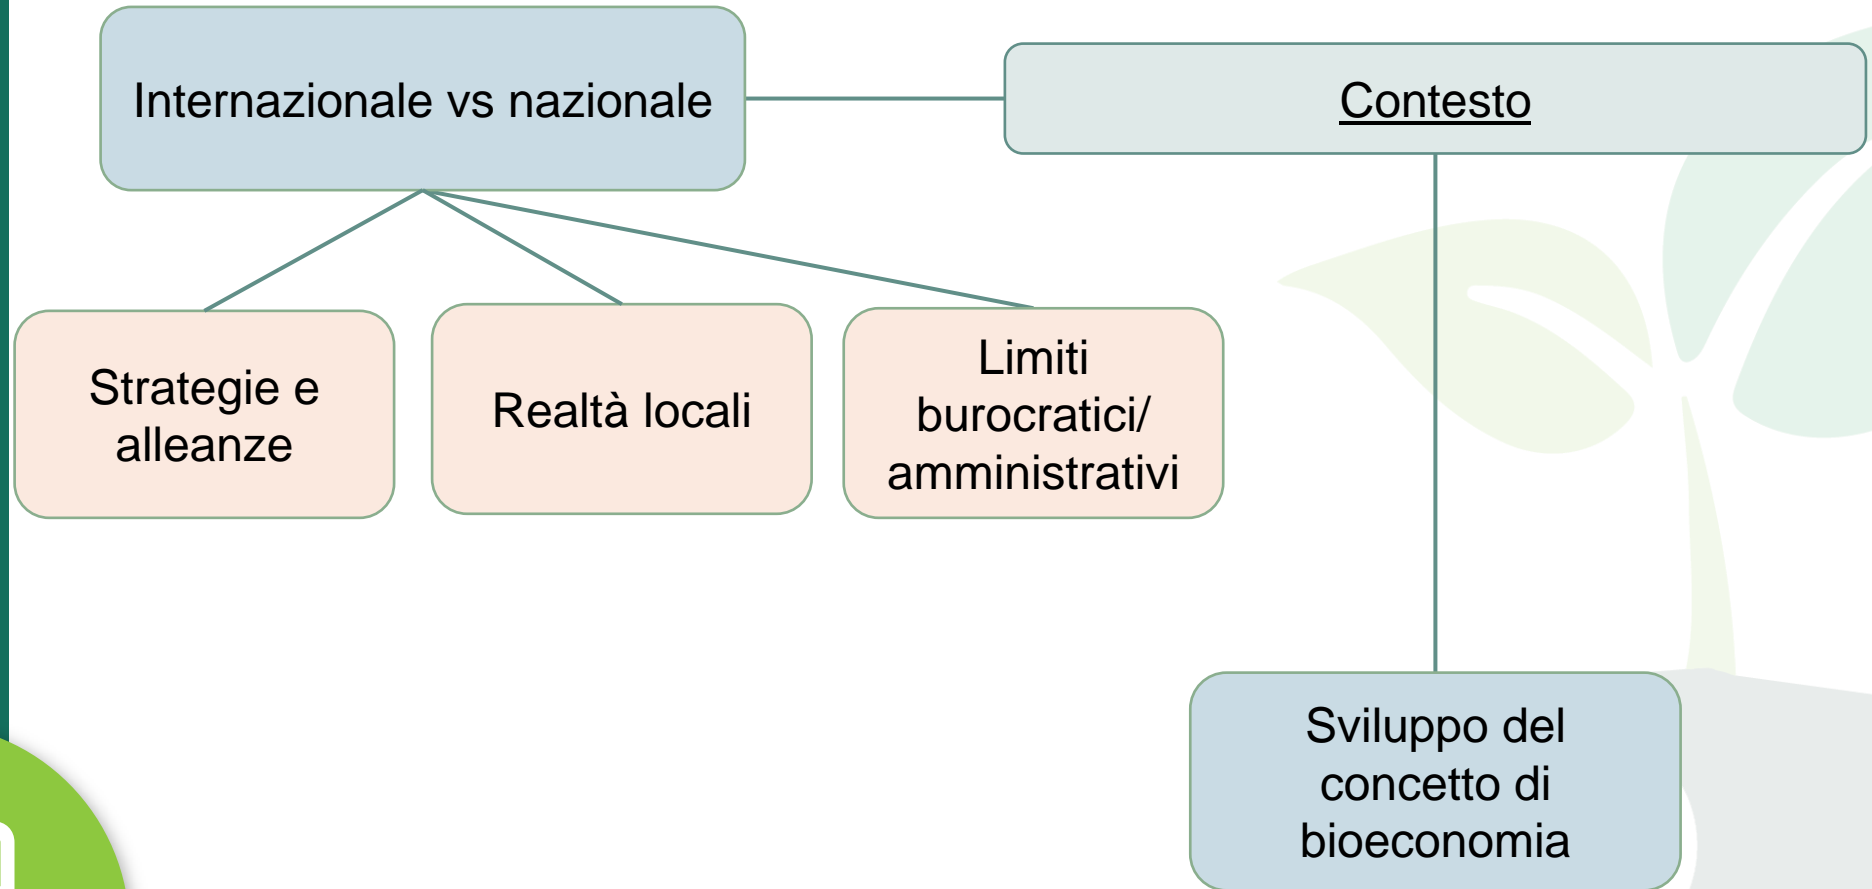 Internazionale vs nazionale
Contesto
Strategie e
alleanze
Realtà locali
Limiti
burocratici/
amministrativi
Sviluppo del
concetto di
bioeconomia